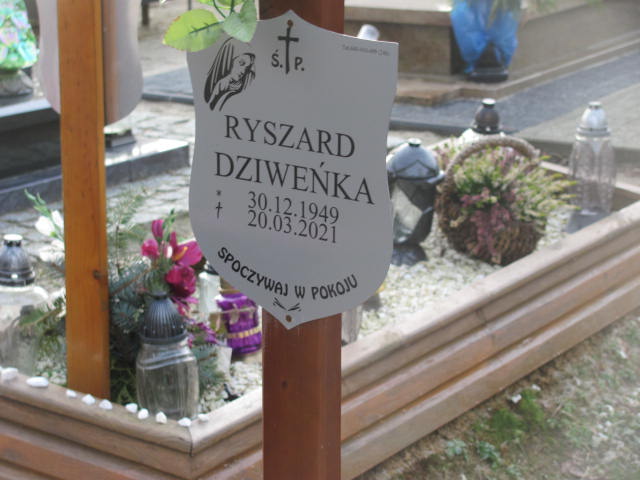 Ś. P.
RYSZARD
DZIWEŃKA
* 30.12.1949
† 20.03.2021
SPOCZYWAJ W POKOJU